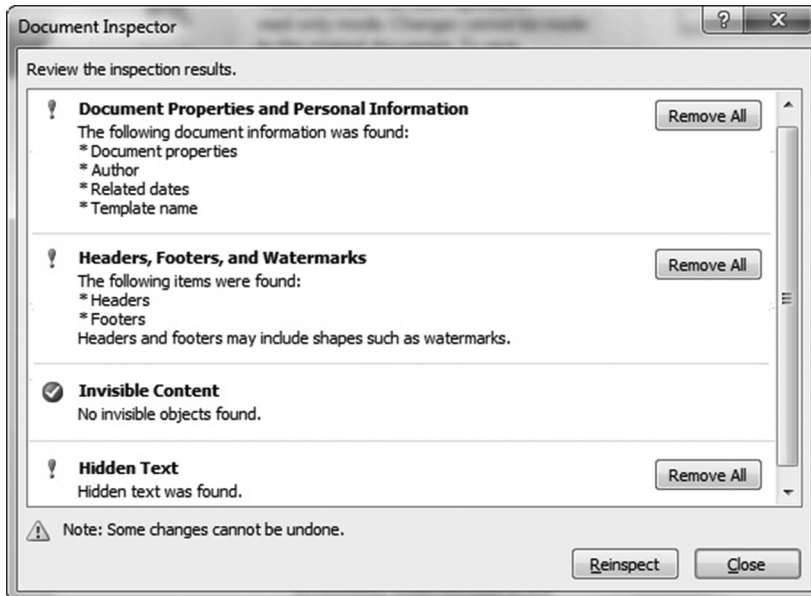 Document Inspector
?
X
Review the inspection results.
Document Properties and Personal Information
Remove All
The following document information was found:
* Document properties
* Author
* Related dates
* Template name
Headers, Footers, and Watermarks
Remove All
The following items were found:
* Headers
* Footers
Headers and footers may include shapes such as watermarks.
Invisible Content
No invisible objects found.
Hidden Text
Remove All
Hidden text was found.
Note: Some changes cannot be undone.
Reinspect
Close